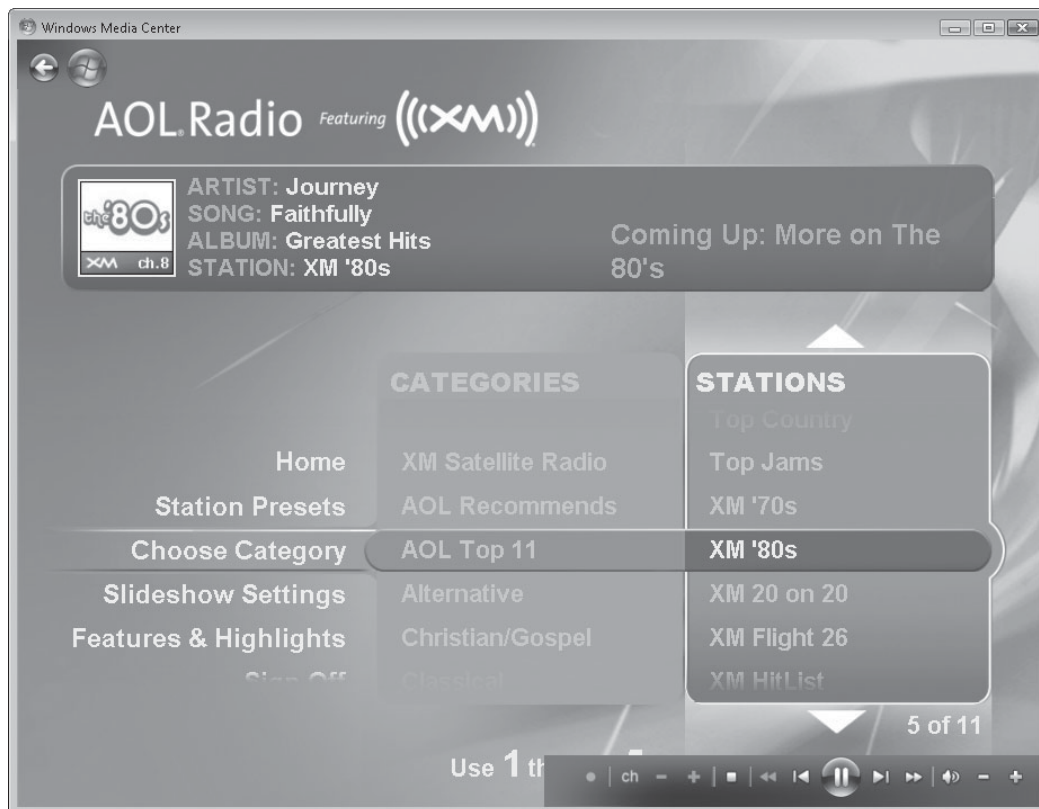 Windows Media Center
AOL Radio Featuring (((XM)))
the '80s
XM ch.8
ARTIST: Journey
SONG: Faithfully
ALBUM: Greatest Hits
STATION: XM '80s
Coming Up: More on The
80's
Home
Station Presets
Choose Category
Slideshow Settings
Features & Highlights
Sign Off
CATEGORIES
XM Satellite Radio
AOL Recommends
AOL Top 11
Alternative
Christian/Gospel
Classical
STATIONS
Top Country
Top Jams
XM '70s
XM '80s
XM 20 on 20
XM Flight 26
XM HitList
5 of 11
Use 1
ch